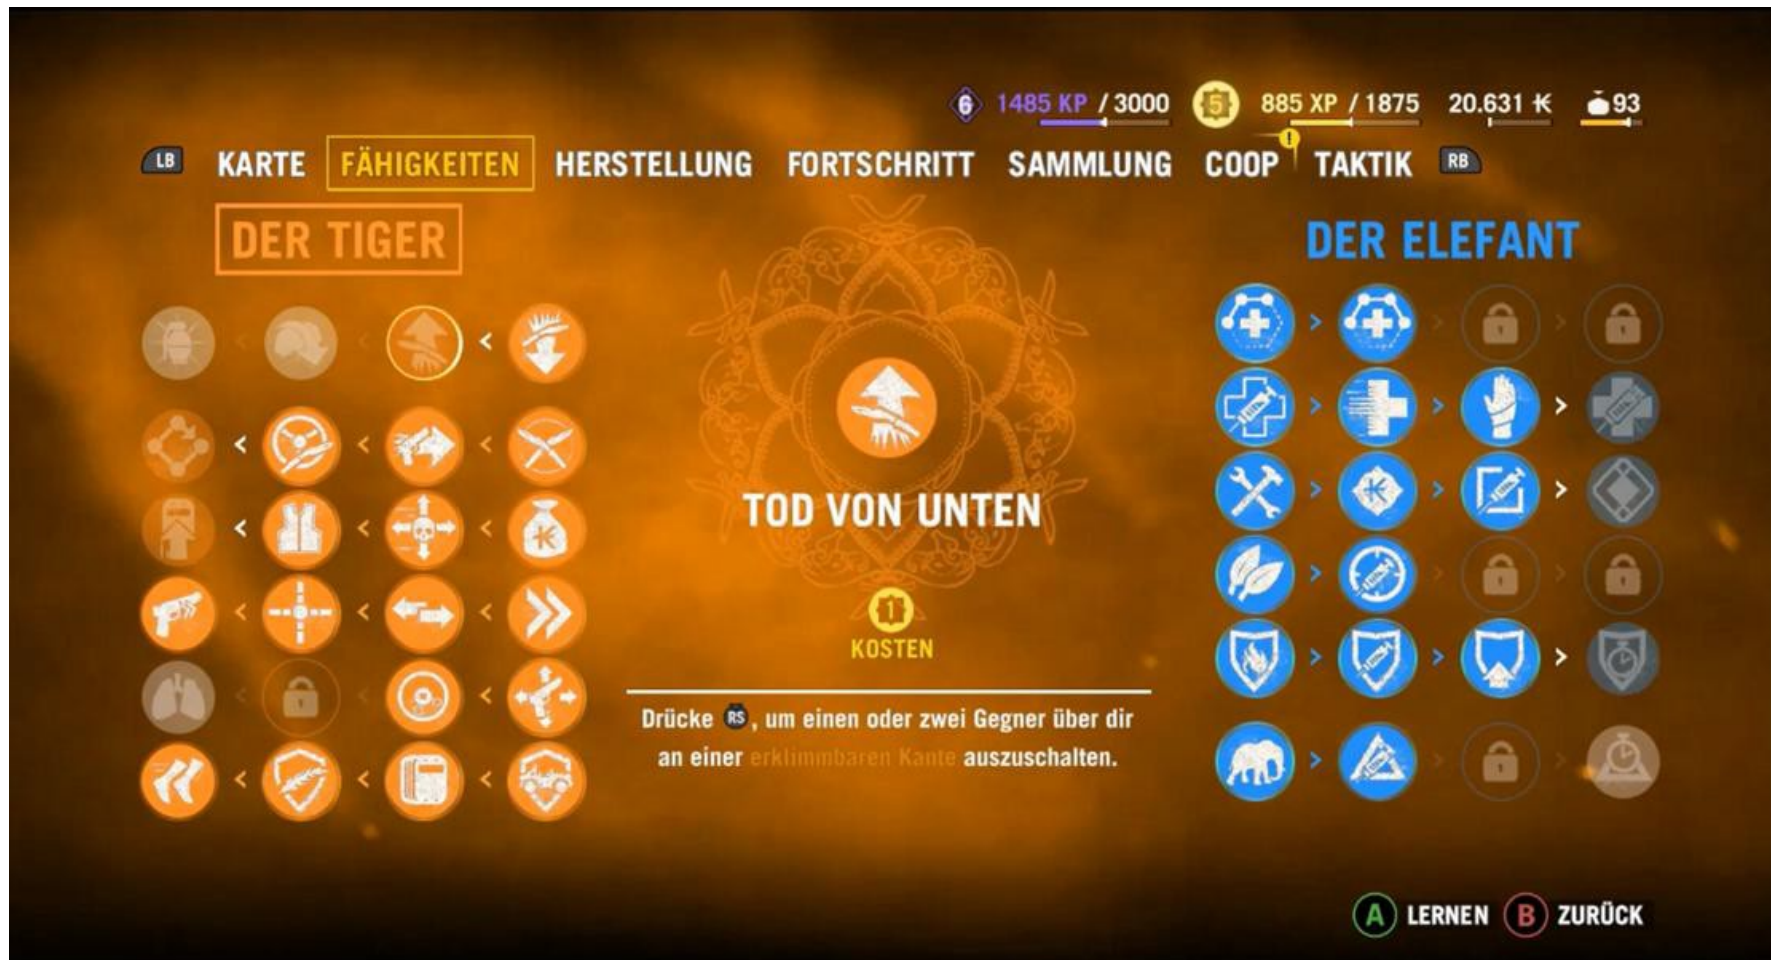 6 1485 KP / 3000 5 885 XP / 1875 20.631 K 93
LB KARTE FÄHIGKEITEN HERSTELLUNG FORTSCHRITT SAMMLUNG COOP ! TAKTIK RB
DER TIGER
DER ELEFANT
TOD VON UNTEN
1
KOSTEN
Drücke RS, um einen oder zwei Gegner über dir
an einer erklimmbaren Kante auszuschalten.
A LERNEN B ZURÜCK